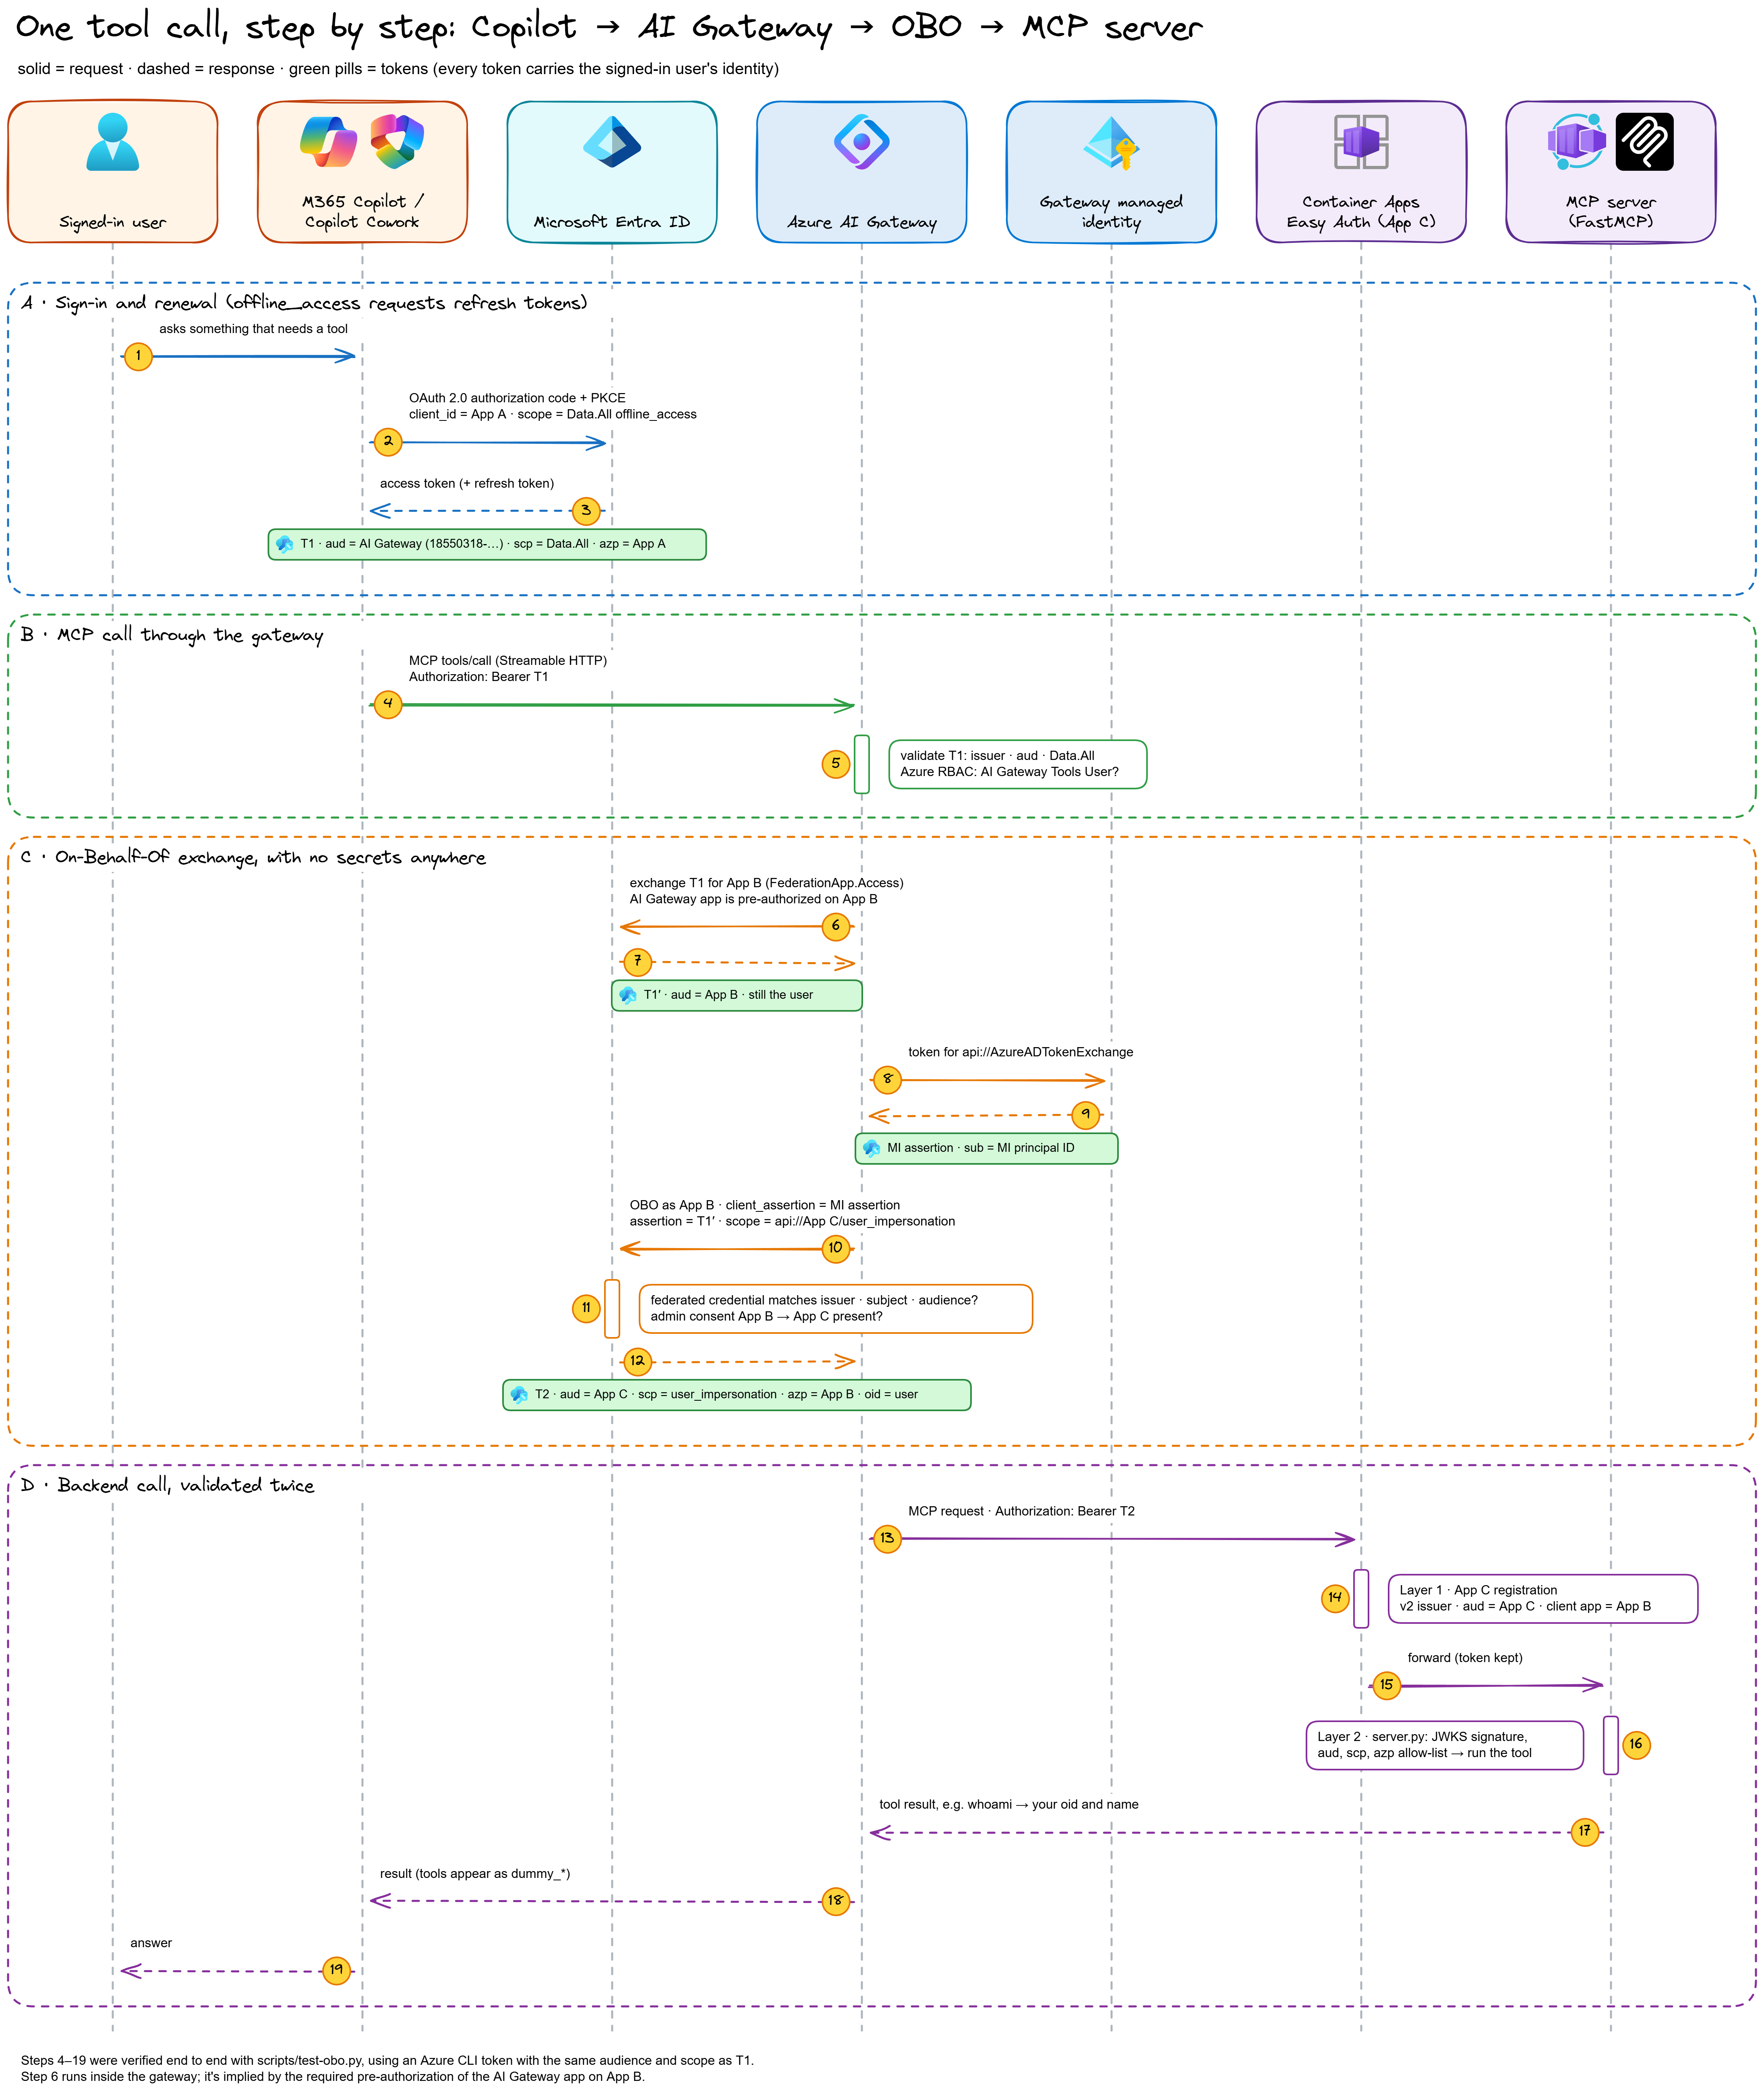 One tool call, step by step: Copilot → AI Gateway → OBO → MCP server
solid = request · dashed = response · green pills = tokens (every token carries the signed-in user's identity)
Signed-in user
M365 Copilot /
Copilot Cowork
Microsoft Entra ID
Azure AI Gateway
Gateway managed
identity
Container Apps
Easy Auth (App C)
MCP server
(FastMCP)
A · Sign-in and renewal (offline_access requests refresh tokens)
asks something that needs a tool
1
OAuth 2.0 authorization code + PKCE
client_id = App A · scope = Data.All offline_access
2
access token (+ refresh token)
3
T1 · aud = AI Gateway (18550318-…) · scp = Data.All · azp = App A
B · MCP call through the gateway
MCP tools/call (Streamable HTTP)
Authorization: Bearer T1
4
5
validate T1: issuer · aud · Data.All
Azure RBAC: AI Gateway Tools User?
C · On-Behalf-Of exchange, with no secrets anywhere
exchange T1 for App B (FederationApp.Access)
AI Gateway app is pre-authorized on App B
6
7
T1′ · aud = App B · still the user
token for api://AzureADTokenExchange
8
9
MI assertion · sub = MI principal ID
OBO as App B · client_assertion = MI assertion
assertion = T1′ · scope = api://App C/user_impersonation
10
11
federated credential matches issuer · subject · audience?
admin consent App B → App C present?
12
T2 · aud = App C · scp = user_impersonation · azp = App B · oid = user
D · Backend call, validated twice
MCP request · Authorization: Bearer T2
13
14
Layer 1 · App C registration
v2 issuer · aud = App C · client app = App B
forward (token kept)
15
Layer 2 · server.py: JWKS signature,
aud, scp, azp allow-list → run the tool
16
tool result, e.g. whoami → your oid and name
17
result (tools appear as dummy_*)
18
answer
19
Steps 4–19 were verified end to end with scripts/test-obo.py, using an Azure CLI token with the same audience and scope as T1.
Step 6 runs inside the gateway; it's implied by the required pre-authorization of the AI Gateway app on App B.